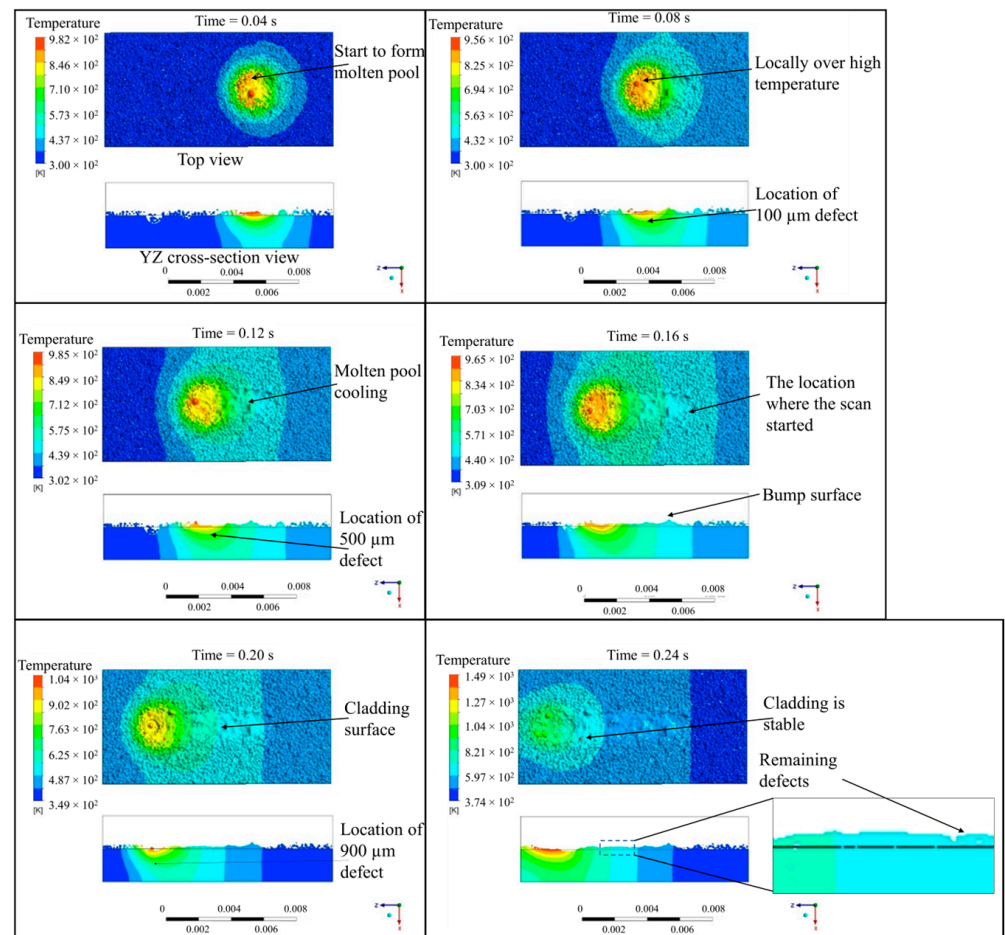 Temperature
Time = 0.04 s
9.82 × 10²
8.46 × 10²
7.10 × 10²
5.73 × 10²
4.37 × 10²
3.00 × 10²
[K]
Start to form
molten pool
Top view
YZ cross-section view
0
0.004
0.008
0.002
0.006
Z
X
Temperature
Time = 0.08 s
9.56 × 10²
8.25 × 10²
6.94 × 10²
5.63 × 10²
4.32 × 10²
3.00 × 10²
[K]
Locally over high
temperature
Location of
100 µm defect
0
0.004
0.008
0.002
0.006
Z
X
Temperature
Time = 0.12 s
9.85 × 10²
8.49 × 10²
7.12 × 10²
5.75 × 10²
4.39 × 10²
3.02 × 10²
[K]
Molten pool
cooling
Location of
500 µm
defect
0
0.004
0.008
0.002
0.006
Z
X
Temperature
Time = 0.16 s
9.65 × 10²
8.34 × 10²
7.03 × 10²
5.71 × 10²
4.40 × 10²
3.09 × 10²
[K]
The location
where the scan
started
Bump surface
0
0.004
0.008
0.002
0.006
Z
X
Temperature
Time = 0.20 s
1.04 × 10³
9.02 × 10²
7.63 × 10²
6.25 × 10²
4.87 × 10²
3.49 × 10²
[K]
Cladding
surface
Location of
900 µm
defect
0
0.004
0.008
0.002
0.006
Z
X
Temperature
Time = 0.24 s
1.49 × 10³
1.27 × 10³
1.04 × 10³
8.21 × 10²
5.97 × 10²
3.74 × 10²
[K]
Cladding is
stable
Remaining
defects
0
0.004
0.008
0.002
0.006
Z
X